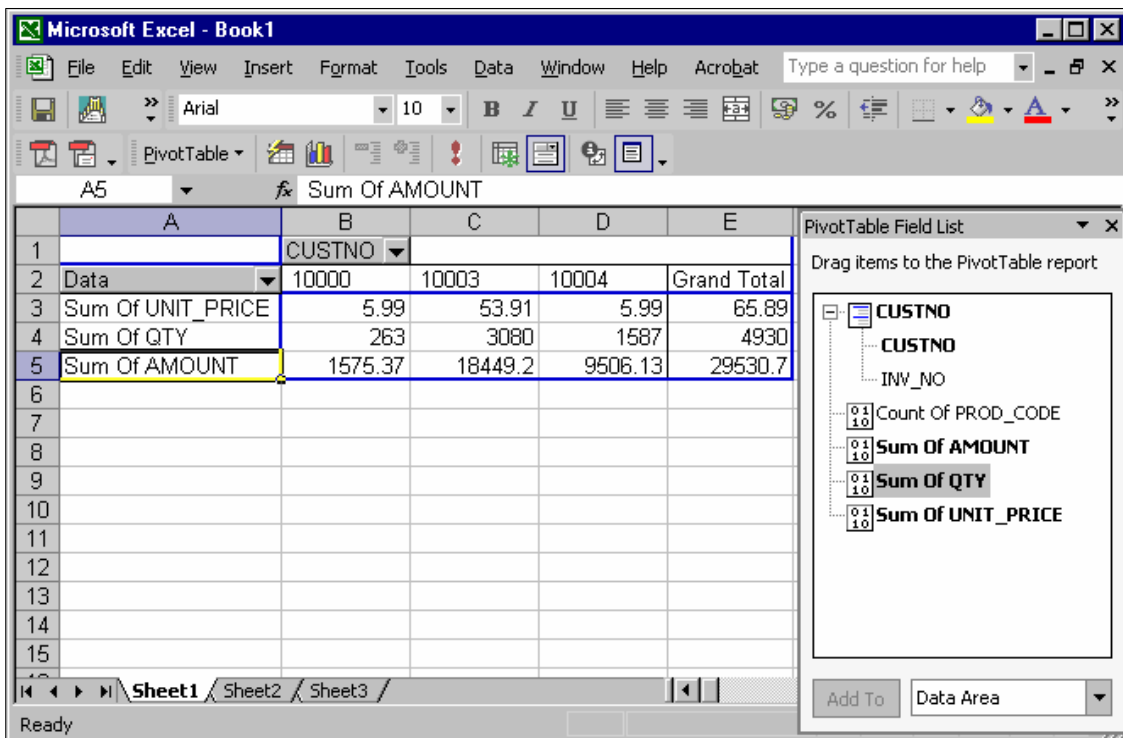 Microsoft Excel - Book1
File Edit View Insert Format Tools Data Window Help Acrobat Type a question for help
Arial 10 B I U %
PivotTable
A5 fx Sum Of AMOUNT
A B C D E
1 CUSTNO
2 Data 10000 10003 10004 Grand Total
3 Sum Of UNIT_PRICE 5.99 53.91 5.99 65.89
4 Sum Of QTY 263 3080 1587 4930
5 Sum Of AMOUNT 1575.37 18449.2 9506.13 29530.7
6
7
8
9
10
11
12
13
14
15
Sheet1 Sheet2 Sheet3
Ready
PivotTable Field List
Drag items to the PivotTable report
CUSTNO
CUSTNO
INV_NO
Count Of PROD_CODE
Sum Of AMOUNT
Sum Of QTY
Sum Of UNIT_PRICE
Add To Data Area